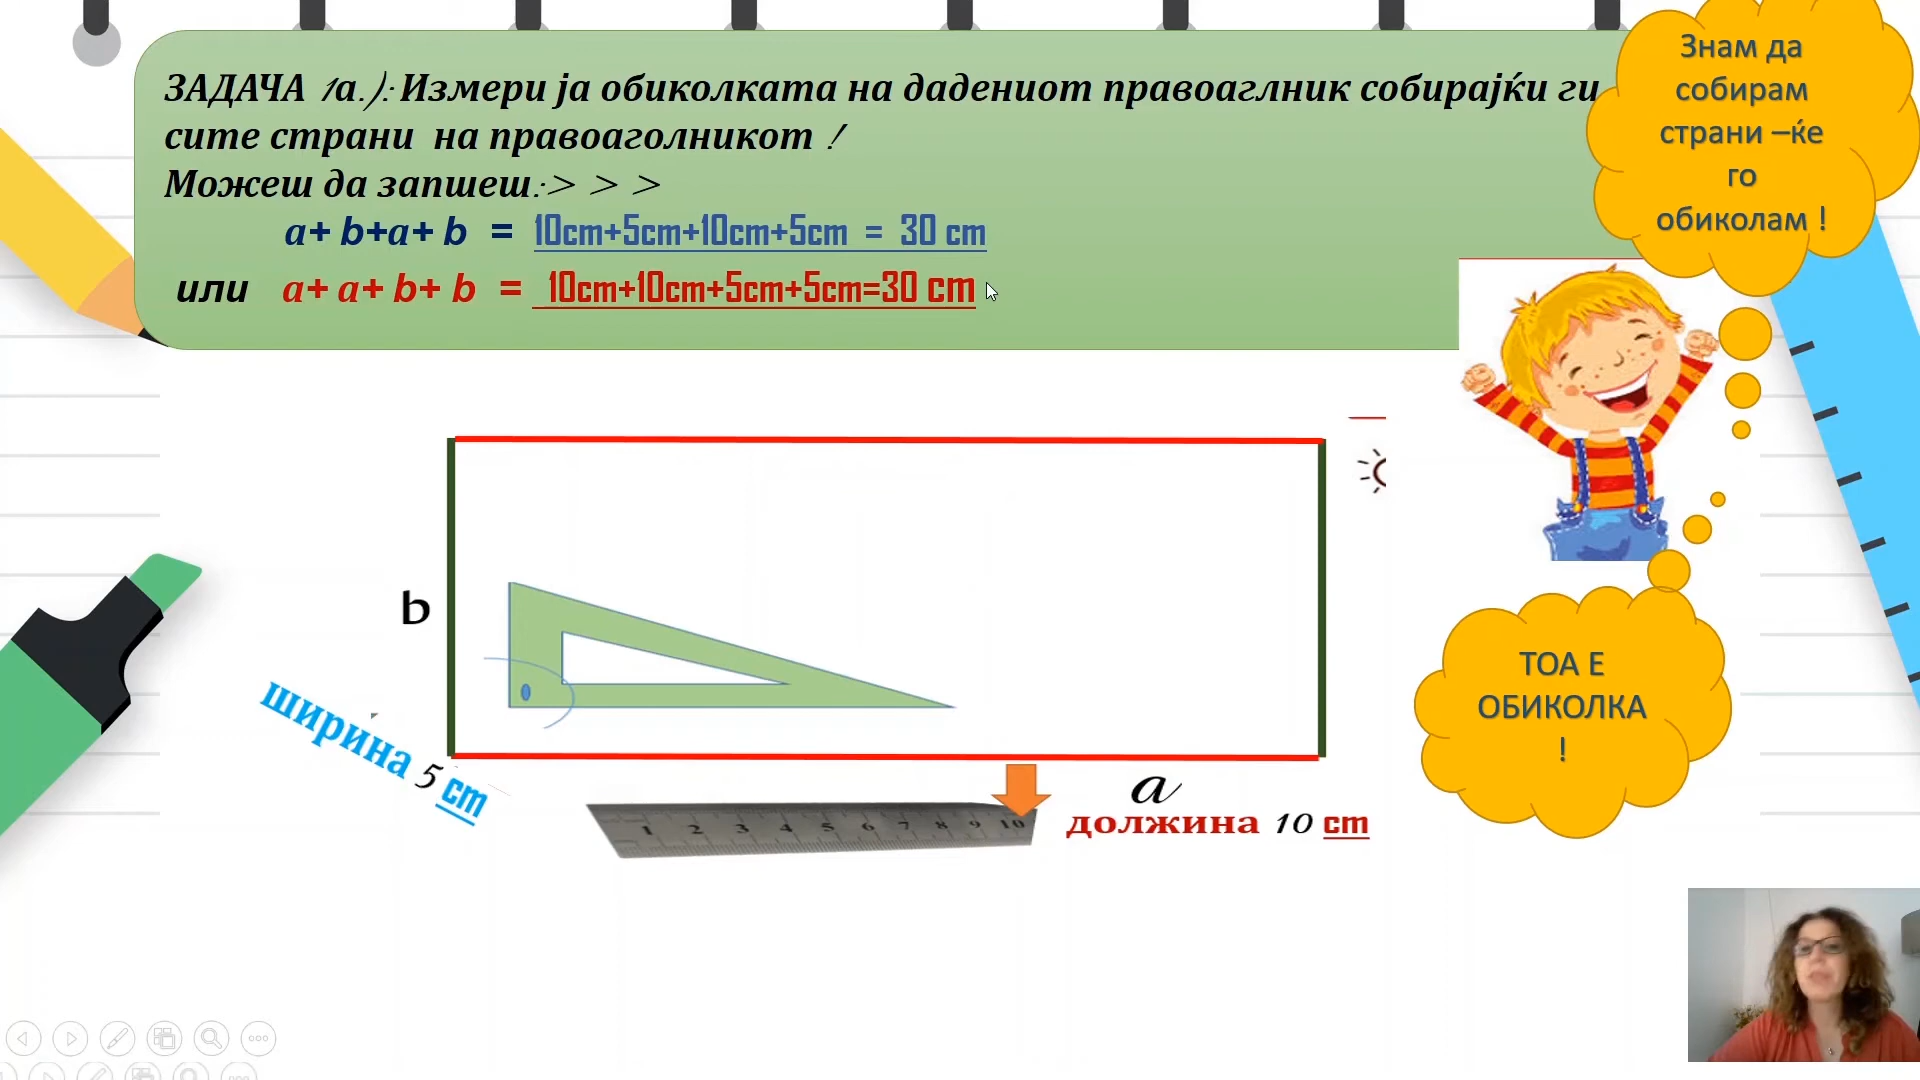 ЗАДАЧА 1а.): Измери ја обиколката на дадениот правоаглник собирајќи ги
сите страни на правоаголникот !
Можеш да запшеш:> > >
a+ b+a+ b = 10cm+5cm+10cm+5cm = 30 cm
или a+ a+ b+ b = 10cm+10cm+5cm+5cm=30 cm
Знам да
собирам
страни –ќе
го
обиколам !
b
ширина 5 cm
a
должина 10 cm
1 2 3 4 5 6 7 8 9 10
ТОА Е
ОБИКОЛКА
!